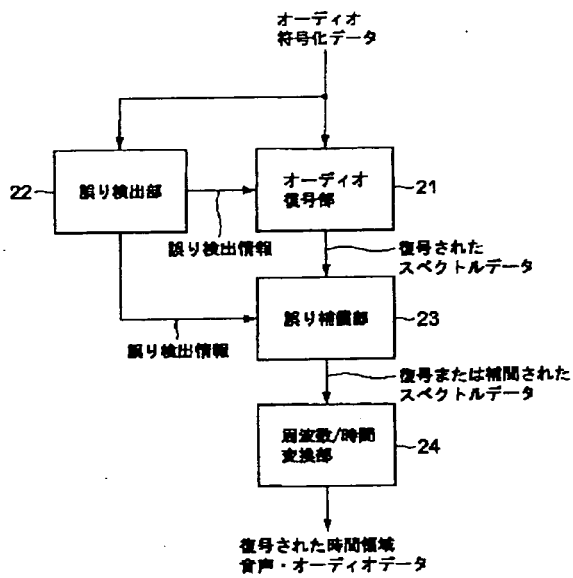 オーディオ
符号化データ
22
誤り検出部
オーディオ
復号部
21
誤り検出情報
復号された
スペクトルデータ
誤り補償部
23
誤り検出情報
復号または補間された
スペクトルデータ
周波数/時間
変換部
24
復号された時間領域
音声・オーディオデータ